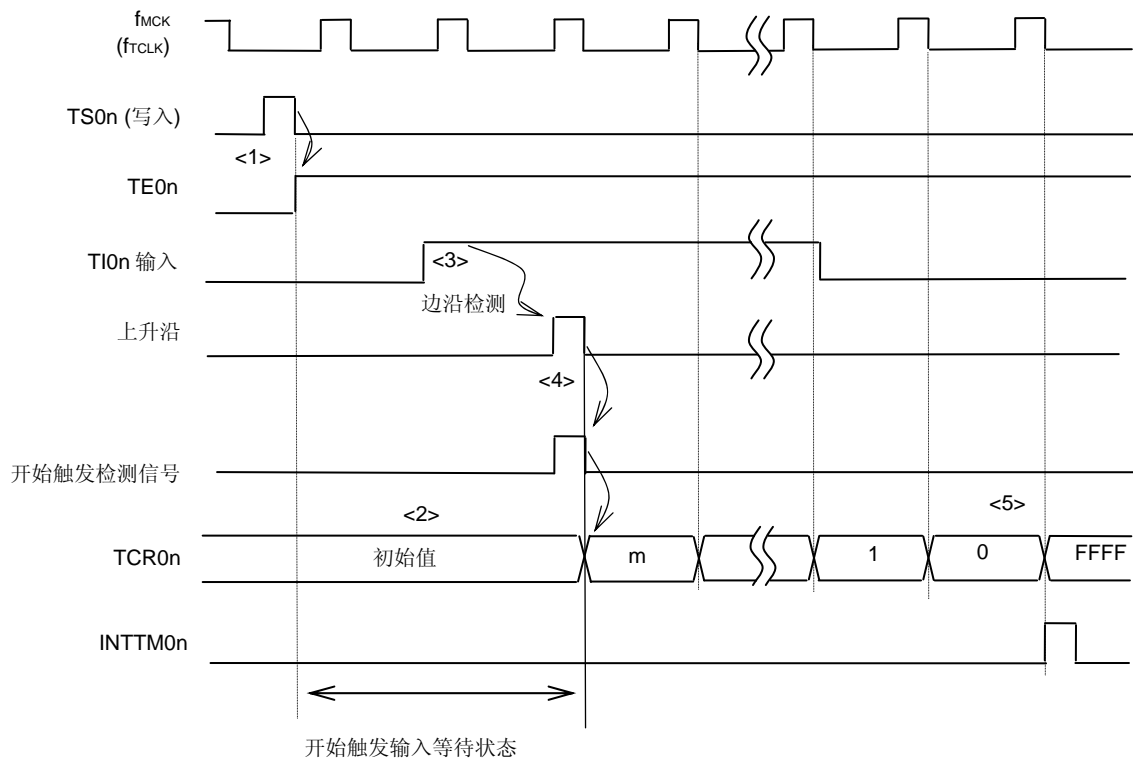 fMCK
(fTCLK)
TS0n (写入)
<1>
TE0n
TI0n 输入
<3>
边沿检测
上升沿
<4>
开始触发检测信号
<2>
<5>
TCR0n
初始值
m
1
0
FFFF
INTTM0n
开始触发输入等待状态